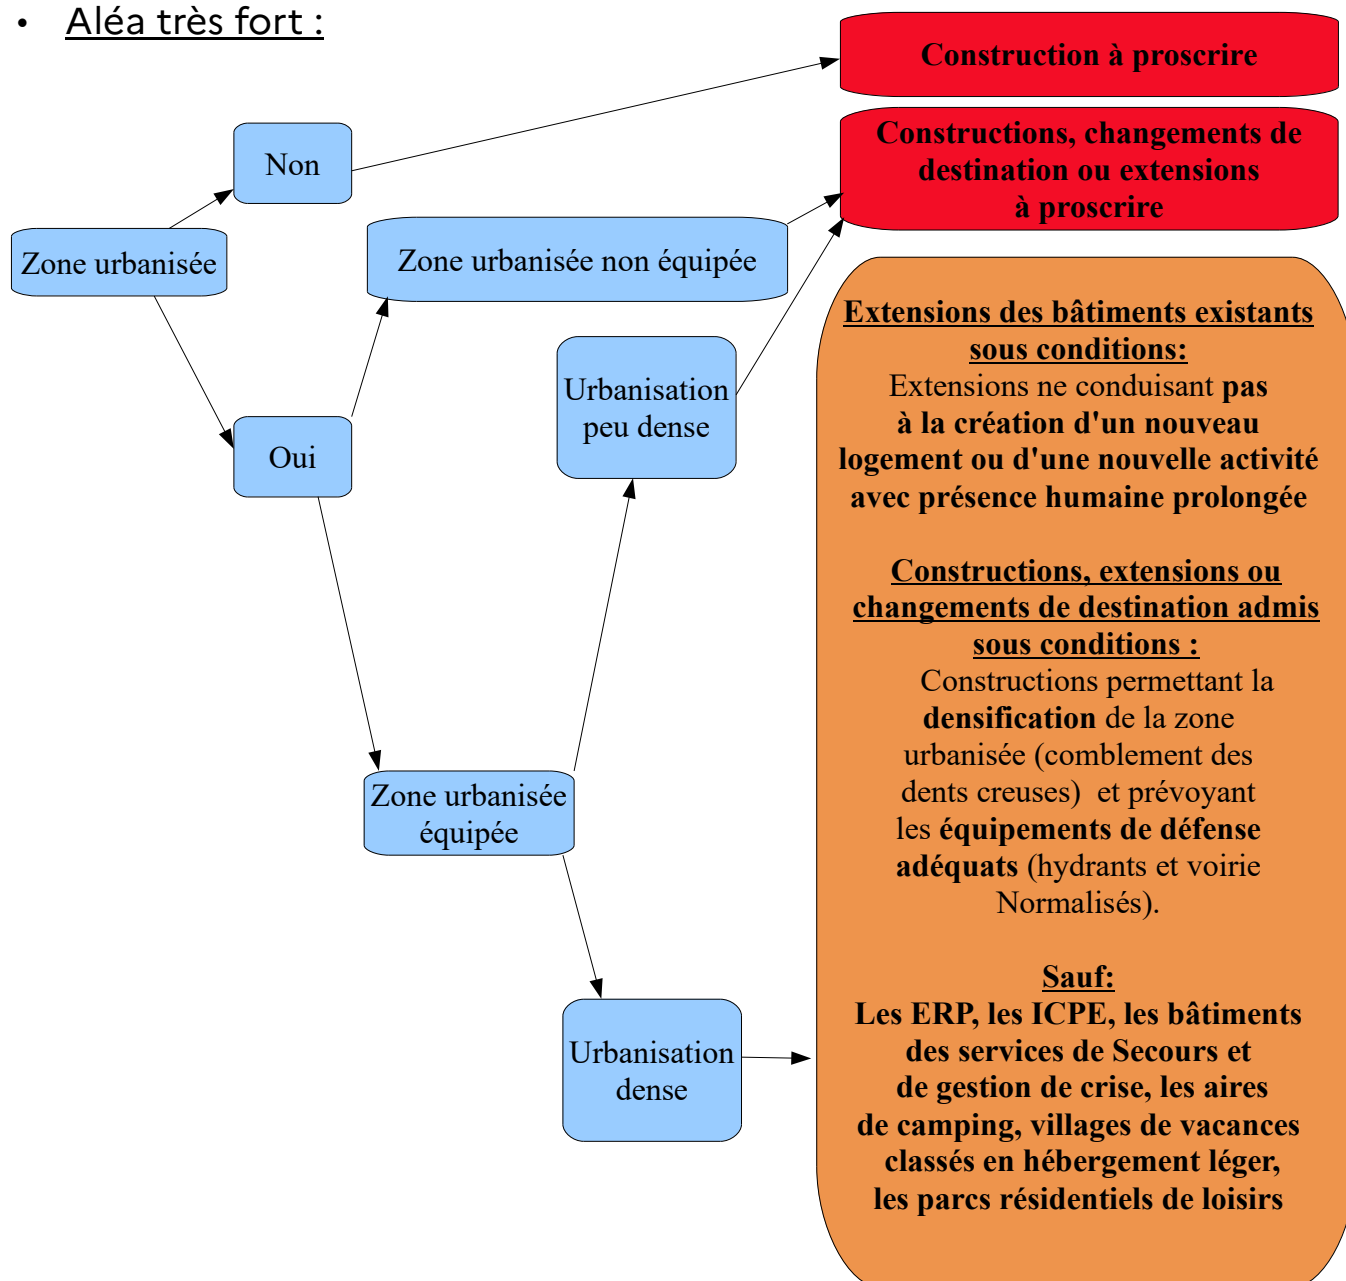 • Aléa très fort :
Construction à proscrire
Constructions, changements de
destination ou extensions
à proscrire
Non
Zone urbanisée
Zone urbanisée non équipée
Oui
Urbanisation
peu dense
Zone urbanisée
équipée
Urbanisation
dense
Extensions des bâtiments existants
sous conditions:
Extensions ne conduisant pas
à la création d'un nouveau
logement ou d'une nouvelle activité
avec présence humaine prolongée
Constructions, extensions ou
changements de destination admis
sous conditions :
Constructions permettant la
densification de la zone
urbanisée (comblement des
dents creuses) et prévoyant
les équipements de défense
adéquats (hydrants et voirie
Normalisés).
Sauf:
Les ERP, les ICPE, les bâtiments
des services de Secours et
de gestion de crise, les aires
de camping, villages de vacances
classés en hébergement léger,
les parcs résidentiels de loisirs